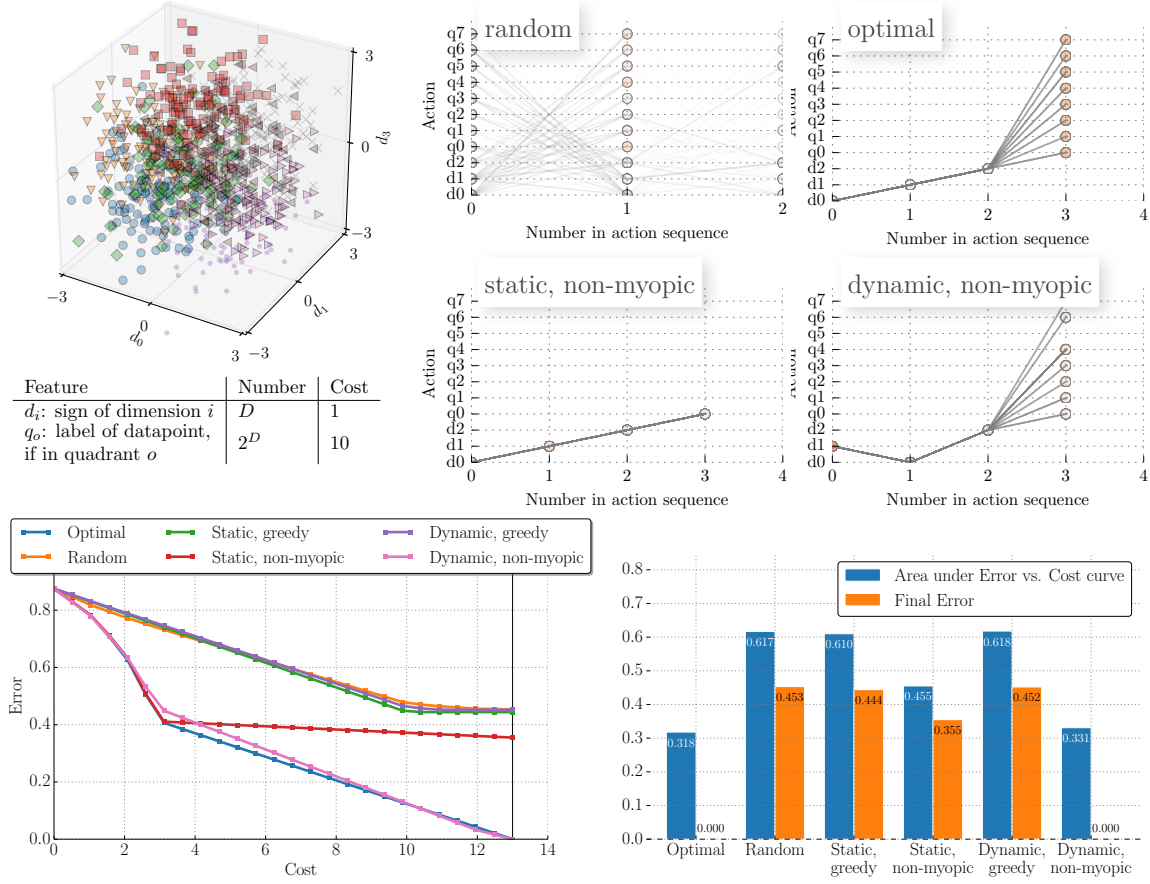 3
0
−3
d3
−3
0
3
d0
−3
0
3
d1
Feature Number Cost
di: sign of dimension i D 1
qo: label of datapoint,
if in quadrant o
2^D 10
random
q7
q6
q5
q4
q3
q2
q1
q0
d2
d1
d0
Action
0 1 2
Number in action sequence
optimal
q7
q6
q5
q4
q3
q2
q1
q0
d2
d1
d0
0 1 2 3 4
Number in action sequence
static, non-myopic
q7
q6
q5
q4
q3
q2
q1
q0
d2
d1
d0
Action
0 1 2 3 4
Number in action sequence
dynamic, non-myopic
q7
q6
q5
q4
q3
q2
q1
q0
d2
d1
d0
0 1 2 3 4
Number in action sequence
Optimal Static, greedy Dynamic, greedy
Random Static, non-myopic Dynamic, non-myopic
0.8
0.6
0.4
0.2
0.0
Error
0 2 4 6 8 10 12 14
Cost
Area under Error vs. Cost curve
Final Error
0.8
0.7
0.6
0.5
0.4
0.3
0.2
0.1
0.0
0.318 0.000
0.617 0.453
0.610 0.444
0.455 0.355
0.618 0.452
0.331 0.000
Optimal
Random
Static,
greedy
Static,
non-myopic
Dynamic,
greedy
Dynamic,
non-myopic